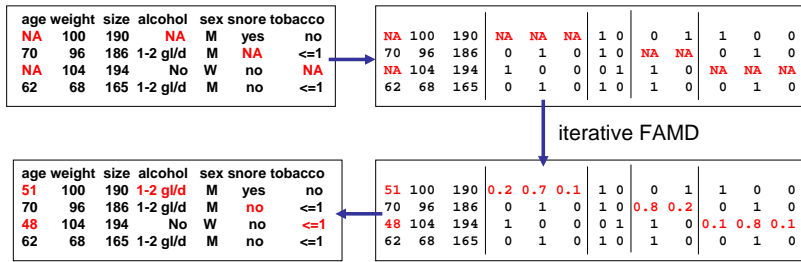 age weight size alcohol sex snore tobacco
NA 100 190 NA M yes no
70 96 186 1-2 gl/d M NA <=1
NA 104 194 No W no NA
62 68 165 1-2 gl/d M no <=1
NA 100 190 NA NA NA 1 0 0 1 1 0 0
70 96 186 0 1 0 1 0 NA NA 0 1 0
NA 104 194 1 0 0 0 1 1 0 NA NA NA
62 68 165 0 1 0 1 0 1 0 0 1 0
iterative FAMD
age weight size alcohol sex snore tobacco
51 100 190 1-2 gl/d M yes no
70 96 186 1-2 gl/d M no <=1
48 104 194 No W no <=1
62 68 165 1-2 gl/d M no <=1
51 100 190 0.2 0.7 0.1 1 0 0 1 1 0 0
70 96 186 0 1 0 1 0 0.8 0.2 0 1 0
48 104 194 1 0 0 0 1 1 0 0.1 0.8 0.1
62 68 165 0 1 0 1 0 1 0 0 1 0